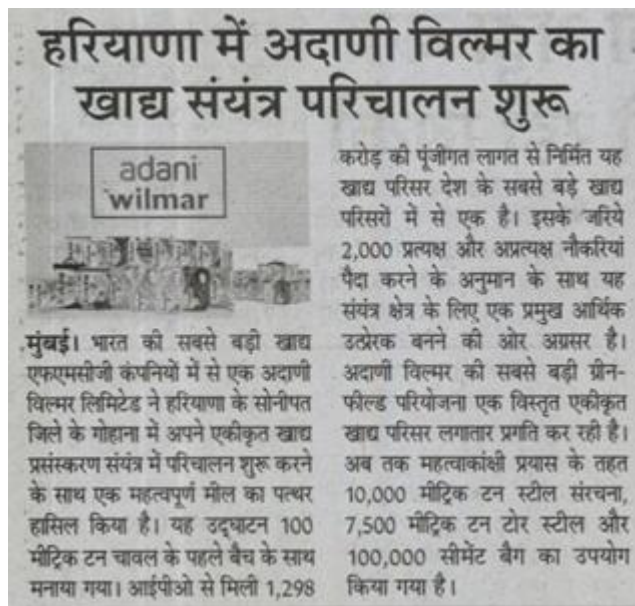 हरियाणा में अदाणी विल्मर का
खाद्य संयंत्र परिचालन शुरू
adani
wilmar
मुंबई। भारत की सबसे बड़ी खाद्य
एफएमसीजी कंपनियों में से एक अदाणी
विल्मर लिमिटेड ने हरियाणा के सोनीपत
जिले के गोहाना में अपने एकीकृत खाद्य
प्रसंस्करण संयंत्र में परिचालन शुरू करने
के साथ एक महत्वपूर्ण मील का पत्थर
हासिल किया है। यह उद्घाटन 100
मीट्रिक टन चावल के पहले बैच के साथ
मनाया गया। आईपीओ से मिली 1,298
करोड़ की पूंजीगत लागत से निर्मित यह
खाद्य परिसर देश के सबसे बड़े खाद्य
परिसरों में से एक है। इसके जरिये
2,000 प्रत्यक्ष और अप्रत्यक्ष नौकरियां
पैदा करने के अनुमान के साथ यह
संयंत्र क्षेत्र के लिए एक प्रमुख आर्थिक
उत्प्रेरक बनने की ओर अग्रसर है।
अदाणी विल्मर की सबसे बड़ी ग्रीन-
फील्ड परियोजना एक विस्तृत एकीकृत
खाद्य परिसर लगातार प्रगति कर रही है।
अब तक महत्वाकांक्षी प्रयास के तहत
10,000 मीट्रिक टन स्टील संरचना,
7,500 मीट्रिक टन टोर स्टील और
100,000 सीमेंट बैग का उपयोग
किया गया है।